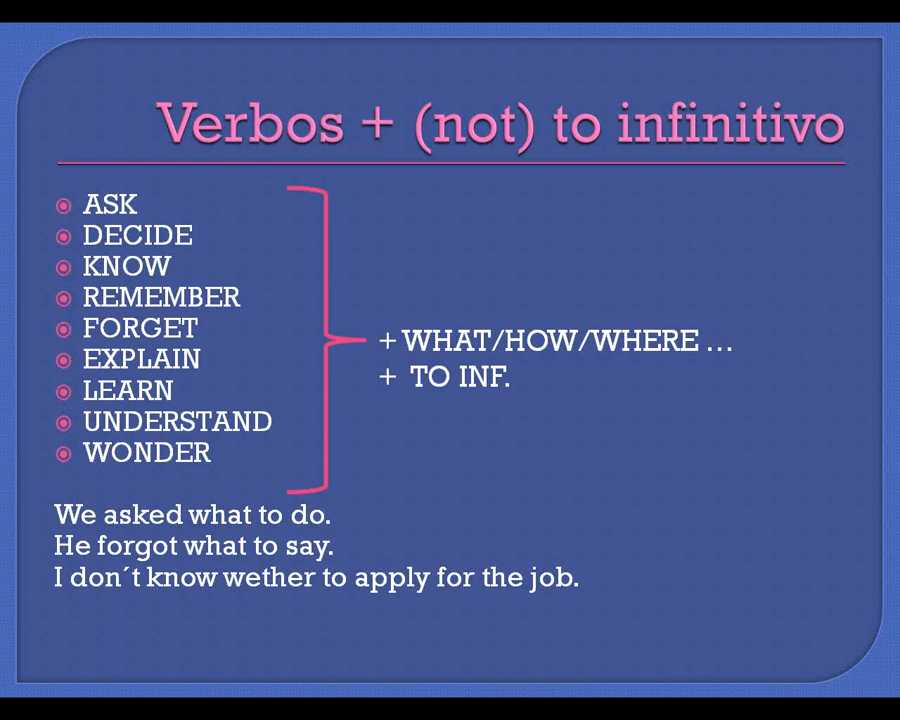 Verbos + (not) to infinitivo
ASK
DECIDE
KNOW
REMEMBER
FORGET
EXPLAIN
LEARN
UNDERSTAND
WONDER
+ WHAT/HOW/WHERE …
+ TO INF.
We asked what to do.
He forgot what to say.
I don´t know wether to apply for the job.